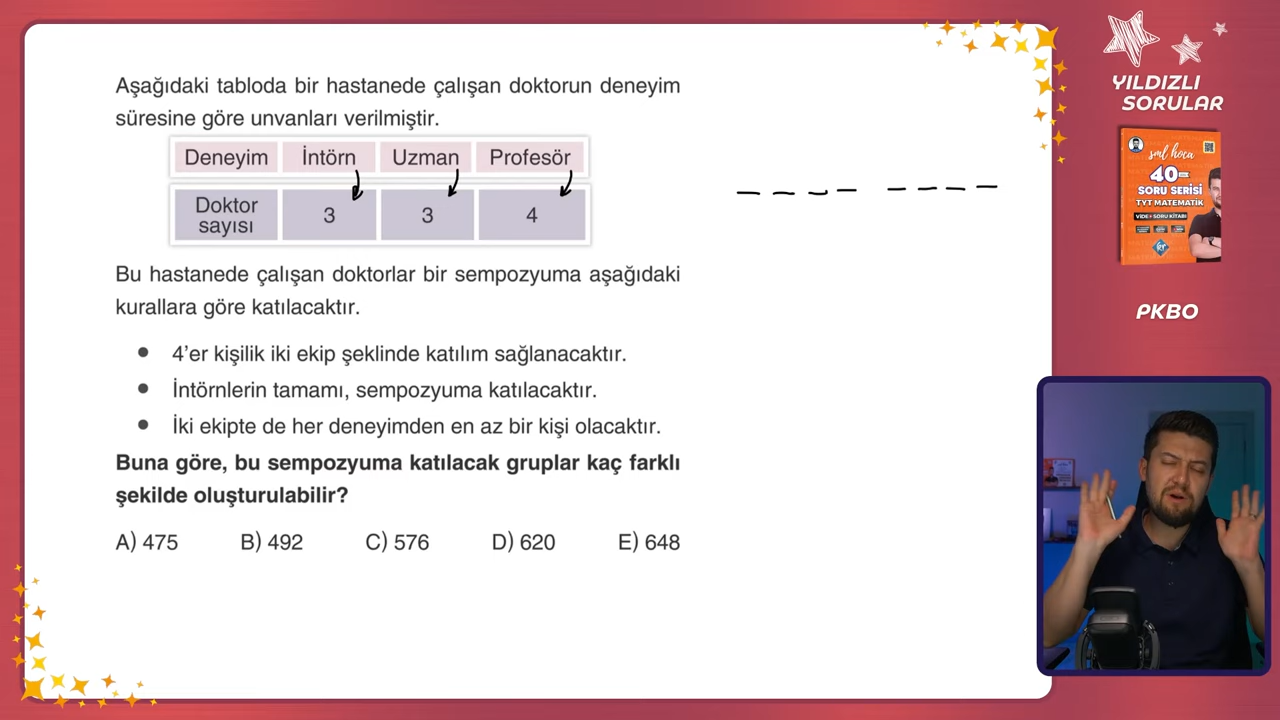 Aşağıdaki tabloda bir hastanede çalışan doktorun deneyim
süresine göre unvanları verilmiştir.
Deneyim İntörn Uzman Profesör
Doktor sayısı 3 3 4
Bu hastanede çalışan doktorlar bir sempozyuma aşağıdaki
kurallara göre katılacaktır.
• 4'er kişilik iki ekip şeklinde katılım sağlanacaktır.
• İntörnlerin tamamı, sempozyuma katılacaktır.
• İki ekipte de her deneyimden en az bir kişi olacaktır.
Buna göre, bu sempozyuma katılacak gruplar kaç farklı
şekilde oluşturulabilir?
A) 475 B) 492 C) 576 D) 620 E) 648
YILDIZLI
SORULAR
sml hoca
40
SORU SERİSİ
TYT MATEMATİK
PKBO